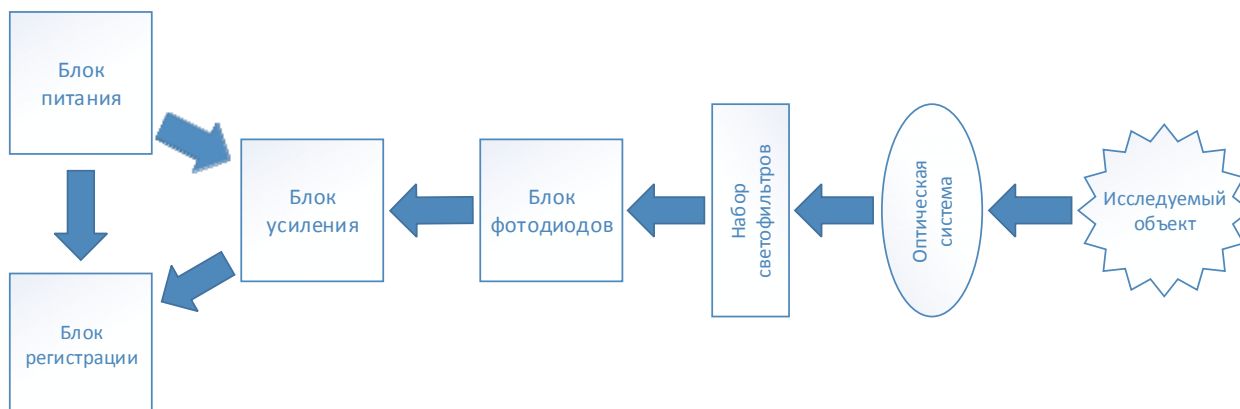 Блок
питания
Блок
усиления
Блок
фотодиодов
Набор
светофильтров
Оптическая
система
Исследуемый
объект
Блок
регистрации